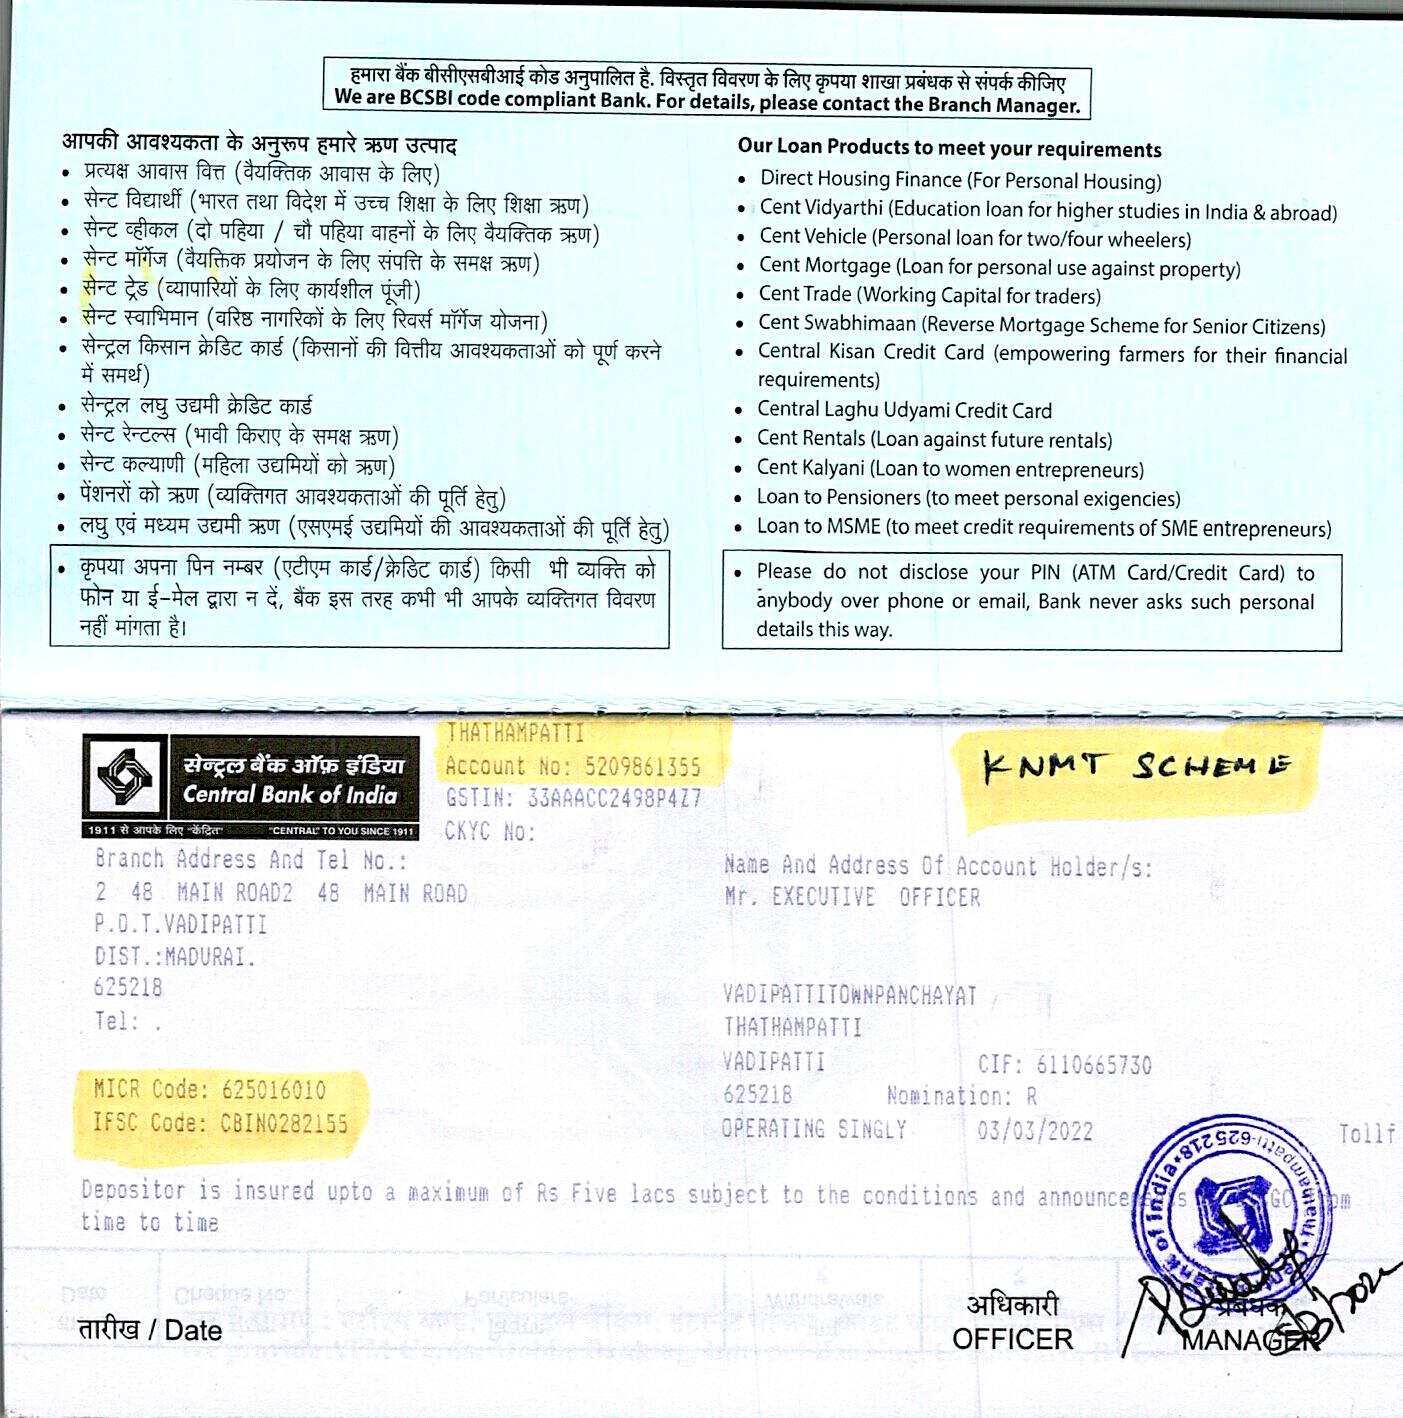 हमारा बैंक बीसीएसबीआई कोड अनुपालित है. विस्तृत विवरण के लिए कृपया शाखा प्रबंधक से संपर्क कीजिए
We are BCSBI code compliant Bank. For details, please contact the Branch Manager.
आपकी आवश्यकता के अनुरूप हमारे ऋण उत्पाद
• प्रत्यक्ष आवास वित्त (वैयक्तिक आवास के लिए)
• सेन्ट विद्यार्थी (भारत तथा विदेश में उच्च शिक्षा के लिए शिक्षा ऋण)
• सेन्ट व्हीकल (दो पहिया / चौ पहिया वाहनों के लिए वैयक्तिक ऋण)
• सेन्ट मॉर्गेज (वैयक्तिक प्रयोजन के लिए संपत्ति के समक्ष ऋण)
• सेन्ट ट्रेड (व्यापारियों के लिए कार्यशील पूंजी)
• सेन्ट स्वाभिमान (वरिष्ठ नागरिकों के लिए रिवर्स मॉर्गेज योजना)
• सेन्ट्रल किसान क्रेडिट कार्ड (किसानों की वित्तीय आवश्यकताओं को पूर्ण करने
में समर्थ)
• सेन्ट्रल लघु उद्यमी क्रेडिट कार्ड
• सेन्ट रेन्टल्स (भावी किराए के समक्ष ऋण)
• सेन्ट कल्याणी (महिला उद्यमियों को ऋण)
• पेंशनरों को ऋण (व्यक्तिगत आवश्यकताओं की पूर्ति हेतु)
• लघु एवं मध्यम उद्यमी ऋण (एसएमई उद्यमियों की आवश्यकताओं की पूर्ति हेतु)
• कृपया अपना पिन नम्बर (एटीएम कार्ड/क्रेडिट कार्ड) किसी भी व्यक्ति को
फोन या ई-मेल द्वारा न दें, बैंक इस तरह कभी भी आपके व्यक्तिगत विवरण
नहीं मांगता है।
Our Loan Products to meet your requirements
• Direct Housing Finance (For Personal Housing)
• Cent Vidyarthi (Education loan for higher studies in India & abroad)
• Cent Vehicle (Personal loan for two/four wheelers)
• Cent Mortgage (Loan for personal use against property)
• Cent Trade (Working Capital for traders)
• Cent Swabhimaan (Reverse Mortgage Scheme for Senior Citizens)
• Central Kisan Credit Card (empowering farmers for their financial
requirements)
• Central Laghu Udyami Credit Card
• Cent Rentals (Loan against future rentals)
• Cent Kalyani (Loan to women entrepreneurs)
• Loan to Pensioners (to meet personal exigencies)
• Loan to MSME (to meet credit requirements of SME entrepreneurs)
• Please do not disclose your PIN (ATM Card/Credit Card) to
anybody over phone or email, Bank never asks such personal
details this way.
सेन्ट्रल बैंक ऑफ़ इंडिया
Central Bank of India
1911 से आपके लिए "केंद्रित" "CENTRAL" TO YOU SINCE 1911
THATHAMPATTI
Account No: 5209861355
GSTIN: 33AAACC2498P4Z7
CKYC No:
KNMT SCHEME
Branch Address And Tel No.:
2 48 MAIN ROAD2 48 MAIN ROAD
P.O.T.VADIPATTI
DIST.:MADURAI.
625218
Tel: .
MICR Code: 625016010
IFSC Code: CBIN0282155
Name And Address Of Account Holder/s:
Mr. EXECUTIVE OFFICER
VADIPATTITOWNPANCHAYAT
THATHAMPATTI
VADIPATTI CIF: 6110665730
625218 Nomination: R
OPERATING SINGLY 03/03/2022 Tollf
Depositor is insured upto a maximum of Rs Five lacs subject to the conditions and
time to time
तारीख / Date
अधिकारी
OFFICER
प्रबंधक
MANAGER